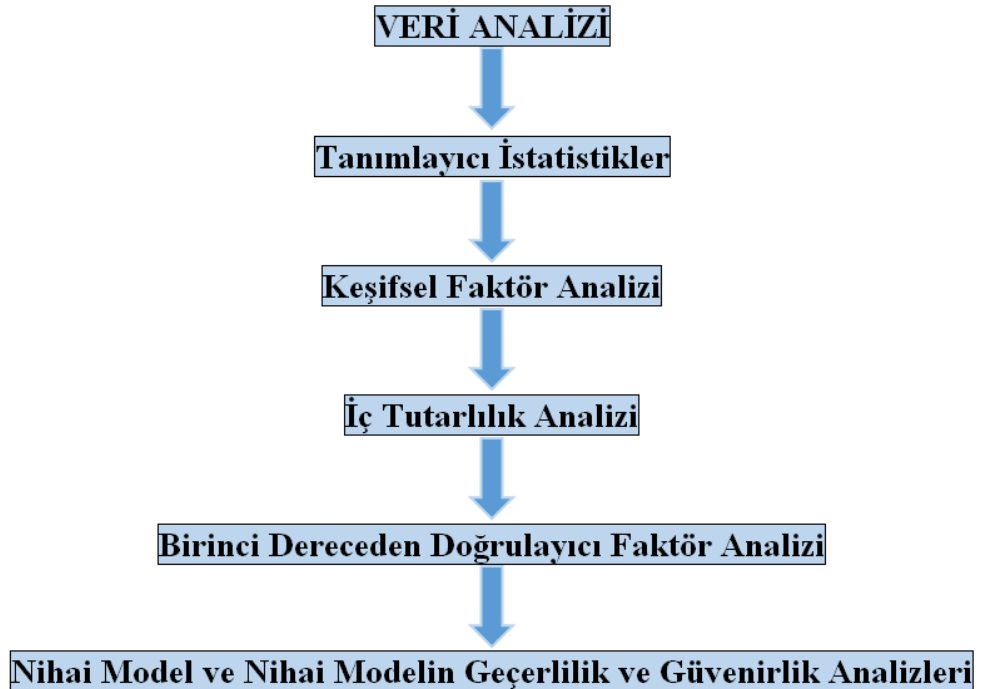 VERİ ANALİZİ
Tanımlayıcı İstatistikler
Keşifsel Faktör Analizi
İç Tutarlılık Analizi
Birinci Dereceden Doğrulayıcı Faktör Analizi
Nihai Model ve Nihai Modelin Geçerlilik ve Güvenirlik Analizleri